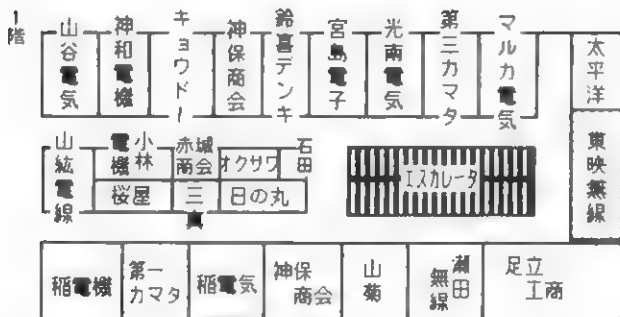 1階
山谷電気
神和電機
キョウドー
神保商会
鈴喜デンキ
宮島電子
光南電気
第三カマタ
マルカ電気
太平洋
山絃電線
小林電機
赤城商会
オクサワ
石田
エスカレータ
東映無線
桜屋
三貴
日の丸
稲電機
第一カマタ
稲電気
神保商会
山菊
瀬田無線
足立工商